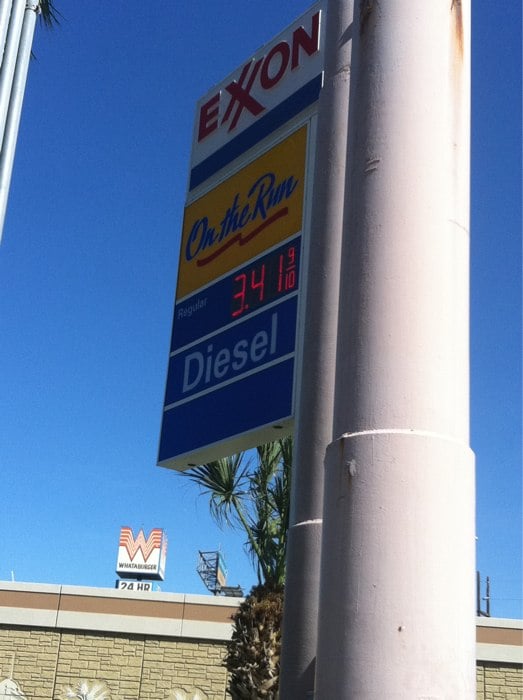 EXXON
On the Run
Regular 3.41 9/10
Diesel
W
WHATABURGER
24 HR